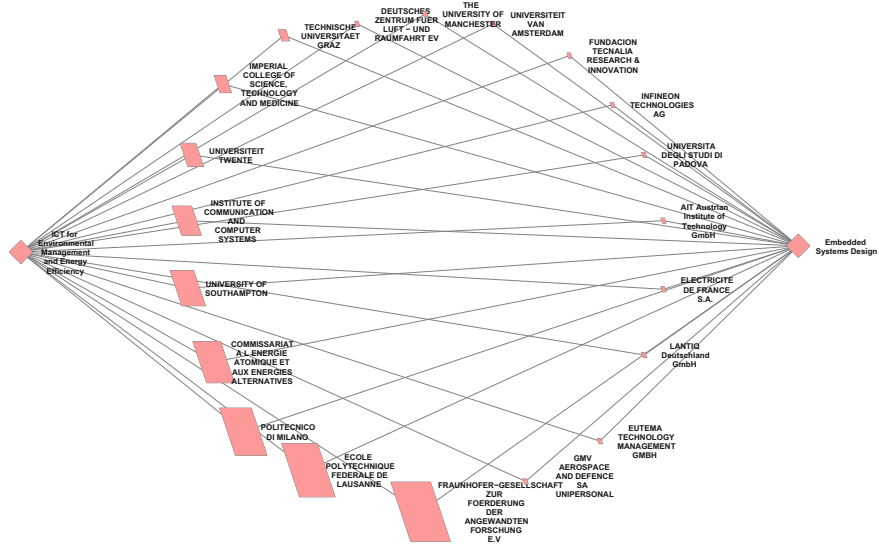 DEUTSCHES
ZENTRUM FUER
LUFT − UND
RAUMFAHRT EV
THE
UNIVERSITY OF
MANCHESTER
UNIVERSITEIT
VAN
AMSTERDAM
TECHNISCHE
UNIVERSITAET
GRAZ
FUNDACION
TECNALIA
RESEARCH &
INNOVATION
IMPERIAL
COLLEGE OF
SCIENCE,
TECHNOLOGY
AND MEDICINE
INFINEON
TECHNOLOGIES
AG
UNIVERSITEIT
TWENTE
UNIVERSITA
DEGLI STUDI DI
PADOVA
INSTITUTE OF
COMMUNICATION
AND
COMPUTER
SYSTEMS
AIT Austrian
Institute of
Technology
GmbH
ICT for
Environmental
Management
and Energy
Efficiency
Embedded
Systems Design
UNIVERSITY OF
SOUTHAMPTON
ELECTRICITE
DE FRANCE
S.A.
COMMISSARIAT
A L ENERGIE
ATOMIQUE ET
AUX ENERGIES
ALTERNATIVES
LANTIQ
Deutschland
GmbH
POLITECNICO
DI MILANO
EUTEMA
TECHNOLOGY
MANAGEMENT
GMBH
ECOLE
POLYTECHNIQUE
FEDERALE DE
LAUSANNE
GMV
AEROSPACE
AND DEFENCE
SA
UNIPERSONAL
FRAUNHOFER−GESELLSCHAFT
ZUR
FOERDERUNG
DER
ANGEWANDTEN
FORSCHUNG
E.V